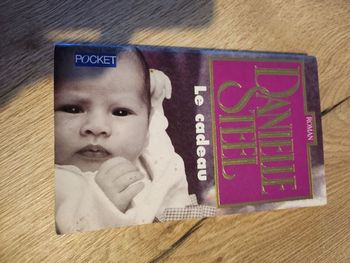 POCKET
ROMAN
DANIELLE
STEEL
Le cadeau